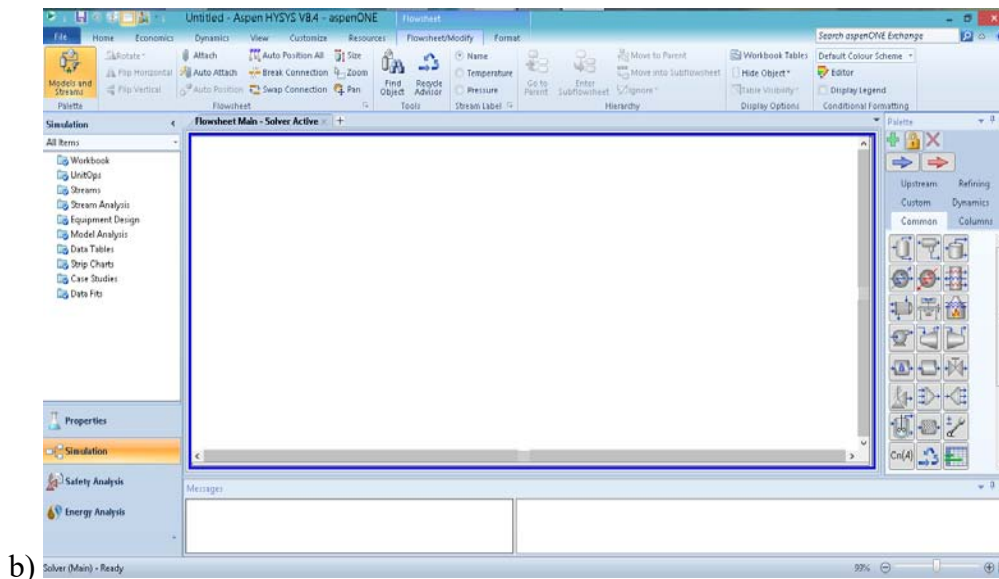 Untitled - Aspen HYSYS V8.4 - aspenONE
Flowsheet
File Home Economics Dynamics View Customize Resources Flowsheet/Modify Format
Search aspenONE Exchange
Models and Streams
Rotate
Flip Horizontal
Flip Vertical
Palette
Attach
Auto Attach
Auto Position
Auto Position All
Break Connection
Swap Connection
Size
Zoom
Pan
Flowsheet
Find Object
Recycle Advisor
Tools
Name
Temperature
Pressure
Stream Label
Go to Parent
Enter Subflowsheet
Move to Parent
Move into Subflowsheet
Ignore
Hierarchy
Workbook Tables
Hide Object
Table Visibility
Display Options
Default Colour Scheme
Editor
Display Legend
Conditional Formatting
Simulation
All Items
Workbook
UnitOps
Streams
Stream Analysis
Equipment Design
Model Analysis
Data Tables
Strip Charts
Case Studies
Data Fits
Properties
Simulation
Safety Analysis
Energy Analysis
Flowsheet Main - Solver Active
Palette
Upstream Refining
Custom Dynamics
Common Columns
Cn(A)
Messages
b)
Solver (Main) - Ready
99%